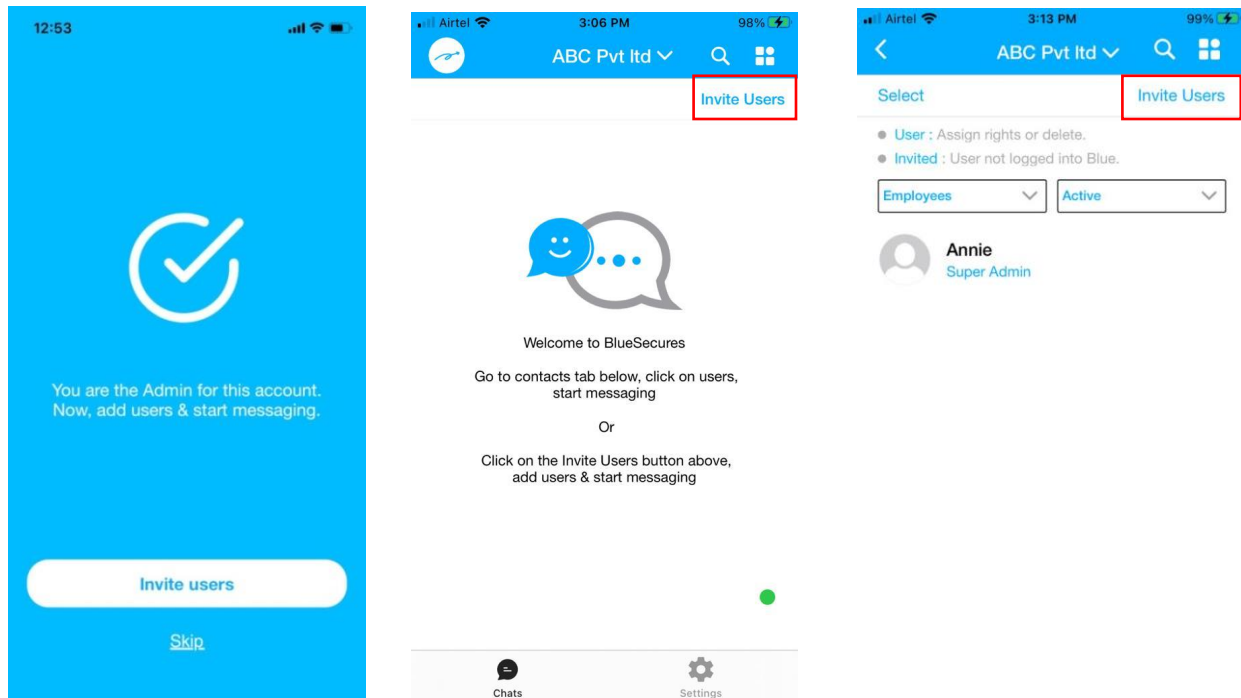 12:53
You are the Admin for this account.
Now, add users & start messaging.
Invite users
Skip
Airtel 3:06 PM 98%
ABC Pvt ltd
Invite Users
Welcome to BlueSecures
Go to contacts tab below, click on users,
start messaging
Or
Click on the Invite Users button above,
add users & start messaging
Chats Settings
Airtel 3:13 PM 99%
ABC Pvt ltd
Select Invite Users
User : Assign rights or delete.
Invited : User not logged into Blue.
Employees Active
Annie
Super Admin